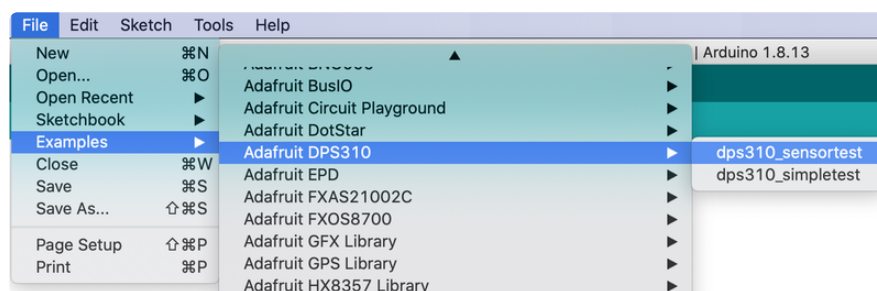 File Edit Sketch Tools Help
New ⌘N
Open... ⌘O
Open Recent ▶
Sketchbook ▶
Examples ▶
Close ⌘W
Save ⌘S
Save As... ⇧⌘S
Page Setup ⇧⌘P
Print ⌘P
▲
Adafruit BusIO ▶
Adafruit Circuit Playground ▶
Adafruit DotStar ▶
Adafruit DPS310 ▶
Adafruit EPD ▶
Adafruit FXAS21002C ▶
Adafruit FXOS8700 ▶
Adafruit GFX Library ▶
Adafruit GPS Library ▶
Adafruit HX8357 Library ▶
| Arduino 1.8.13
dps310_sensortest
dps310_simpletest